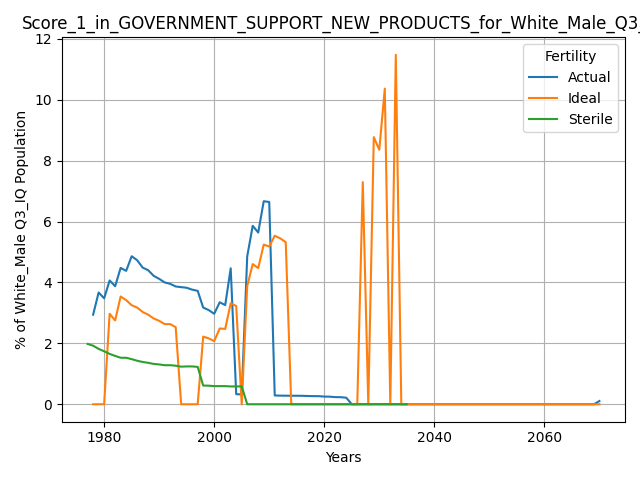 Score_1_in_GOVERNMENT_SUPPORT_NEW_PRODUCTS_for_White_Male_Q3_
12
10
8
6
4
2
0
% of White_Male Q3_IQ Population
Fertility
Actual
Ideal
Sterile
1980
2000
2020
2040
2060
Years